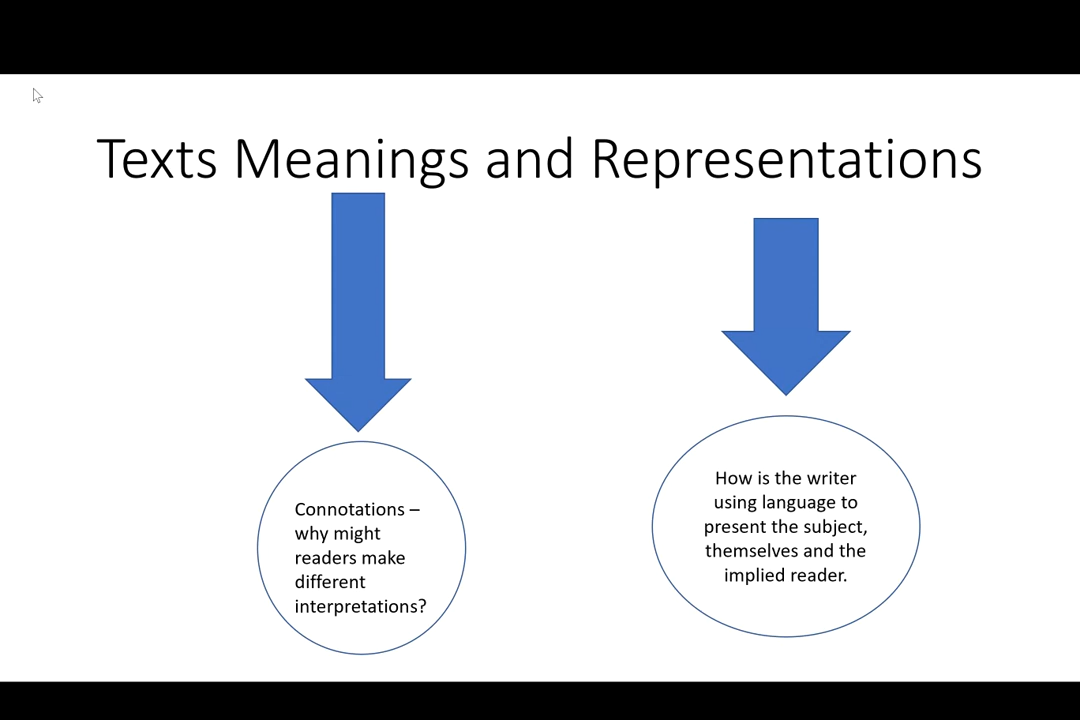 Texts Meanings and Representations
Connotations –
why might
readers make
different
interpretations?
How is the writer
using language to
present the subject,
themselves and the
implied reader.